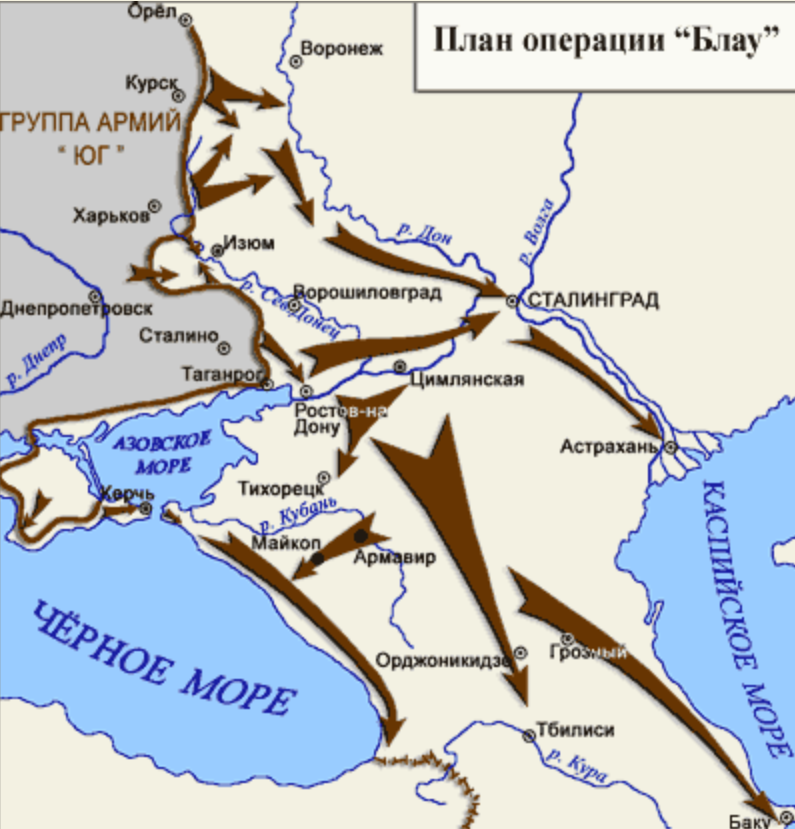 План операции “Блау”
Орёл
Воронеж
Курск
ГРУППА АРМИЙ
“ ЮГ ”
Харьков
Изюм
р. Дон
р. Волга
Днепропетровск
р. Днепр
Ворошиловград
р. Сев. Донец
СТАЛИНГРАД
Сталино
Таганрог
Цимлянская
Ростов-на
Дону
АЗОВСКОЕ
МОРЕ
Астрахань
Керчь
Тихорецк
р. Кубань
Майкоп
Армавир
КАСПИЙСКОЕ МОРЕ
ЧЁРНОЕ МОРЕ
Орджоникидзе
Грозный
Тбилиси
р. Кура
Баку